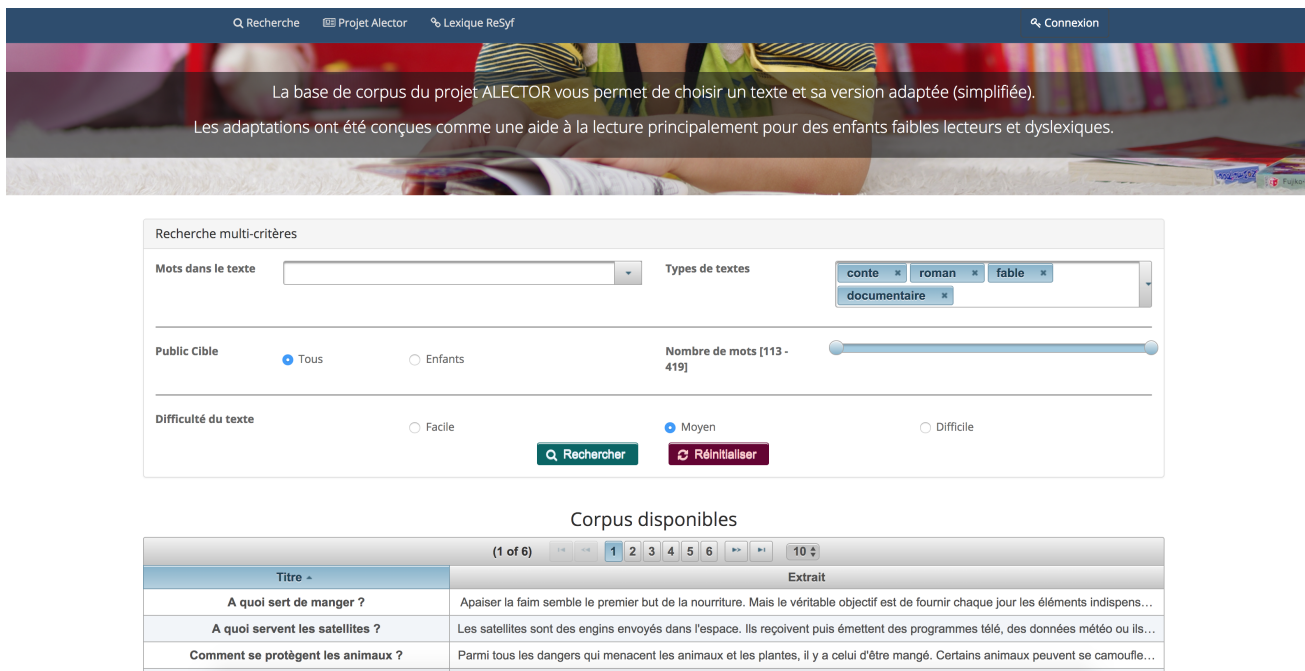 Recherche Projet Alector Lexique ReSyf Connexion
La base de corpus du projet ALECTOR vous permet de choisir un texte et sa version adaptée (simplifiée).
Les adaptations ont été conçues comme une aide à la lecture principalement pour des enfants faibles lecteurs et dyslexiques.
Recherche multi-critères
Mots dans le texte
Types de textes
conte × roman × fable ×
documentaire ×
Public Cible
Tous Enfants
Nombre de mots [113 -
419]
Difficulté du texte
Facile Moyen Difficile
Rechercher Réinitialiser
Corpus disponibles
(1 of 6) 1 2 3 4 5 6 10
Titre Extrait
A quoi sert de manger ? Apaiser la faim semble le premier but de la nourriture. Mais le véritable objectif est de fournir chaque jour les éléments indispens...
A quoi servent les satellites ? Les satellites sont des engins envoyés dans l'espace. Ils reçoivent puis émettent des programmes télé, des données météo ou ils...
Comment se protègent les animaux ? Parmi tous les dangers qui menacent les animaux et les plantes, il y a celui d'être mangé. Certains animaux peuvent se camoufle...